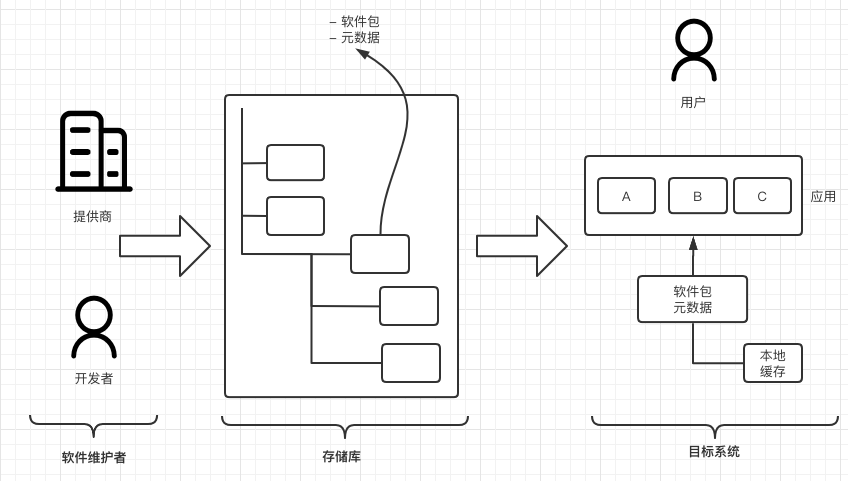 – 软件包
– 元数据
用户
A
B
C
应用
提供商
软件包
元数据
本地
缓存
开发者
软件维护者
存储库
目标系统